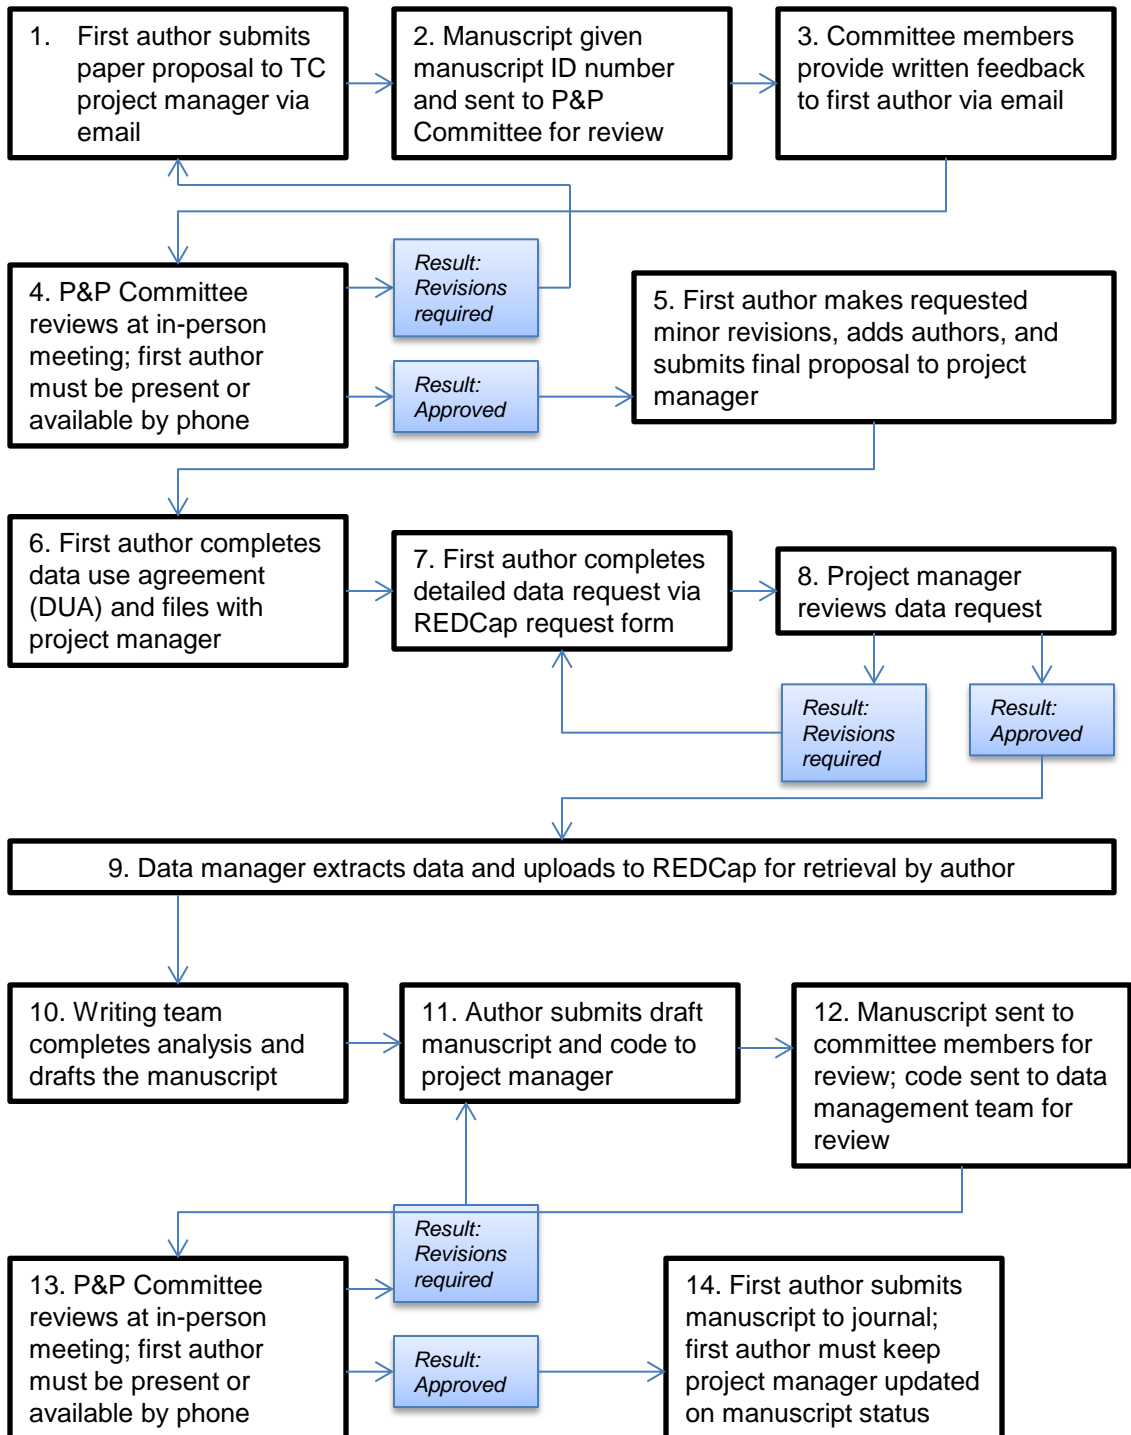 1. First author submits
paper proposal to TC
project manager via
email
2. Manuscript given
manuscript ID number
and sent to P&P
Committee for review
3. Committee members
provide written feedback
to first author via email
4. P&P Committee
reviews at in-person
meeting; first author
must be present or
available by phone
Result:
Revisions
required
Result:
Approved
5. First author makes requested
minor revisions, adds authors, and
submits final proposal to project
manager
6. First author completes
data use agreement
(DUA) and files with
project manager
7. First author completes
detailed data request via
REDCap request form
8. Project manager
reviews data request
Result:
Revisions
required
Result:
Approved
9. Data manager extracts data and uploads to REDCap for retrieval by author
10. Writing team
completes analysis and
drafts the manuscript
11. Author submits draft
manuscript and code to
project manager
12. Manuscript sent to
committee members for
review; code sent to data
management team for
review
13. P&P Committee
reviews at in-person
meeting; first author
must be present or
available by phone
Result:
Revisions
required
Result:
Approved
14. First author submits
manuscript to journal;
first author must keep
project manager updated
on manuscript status